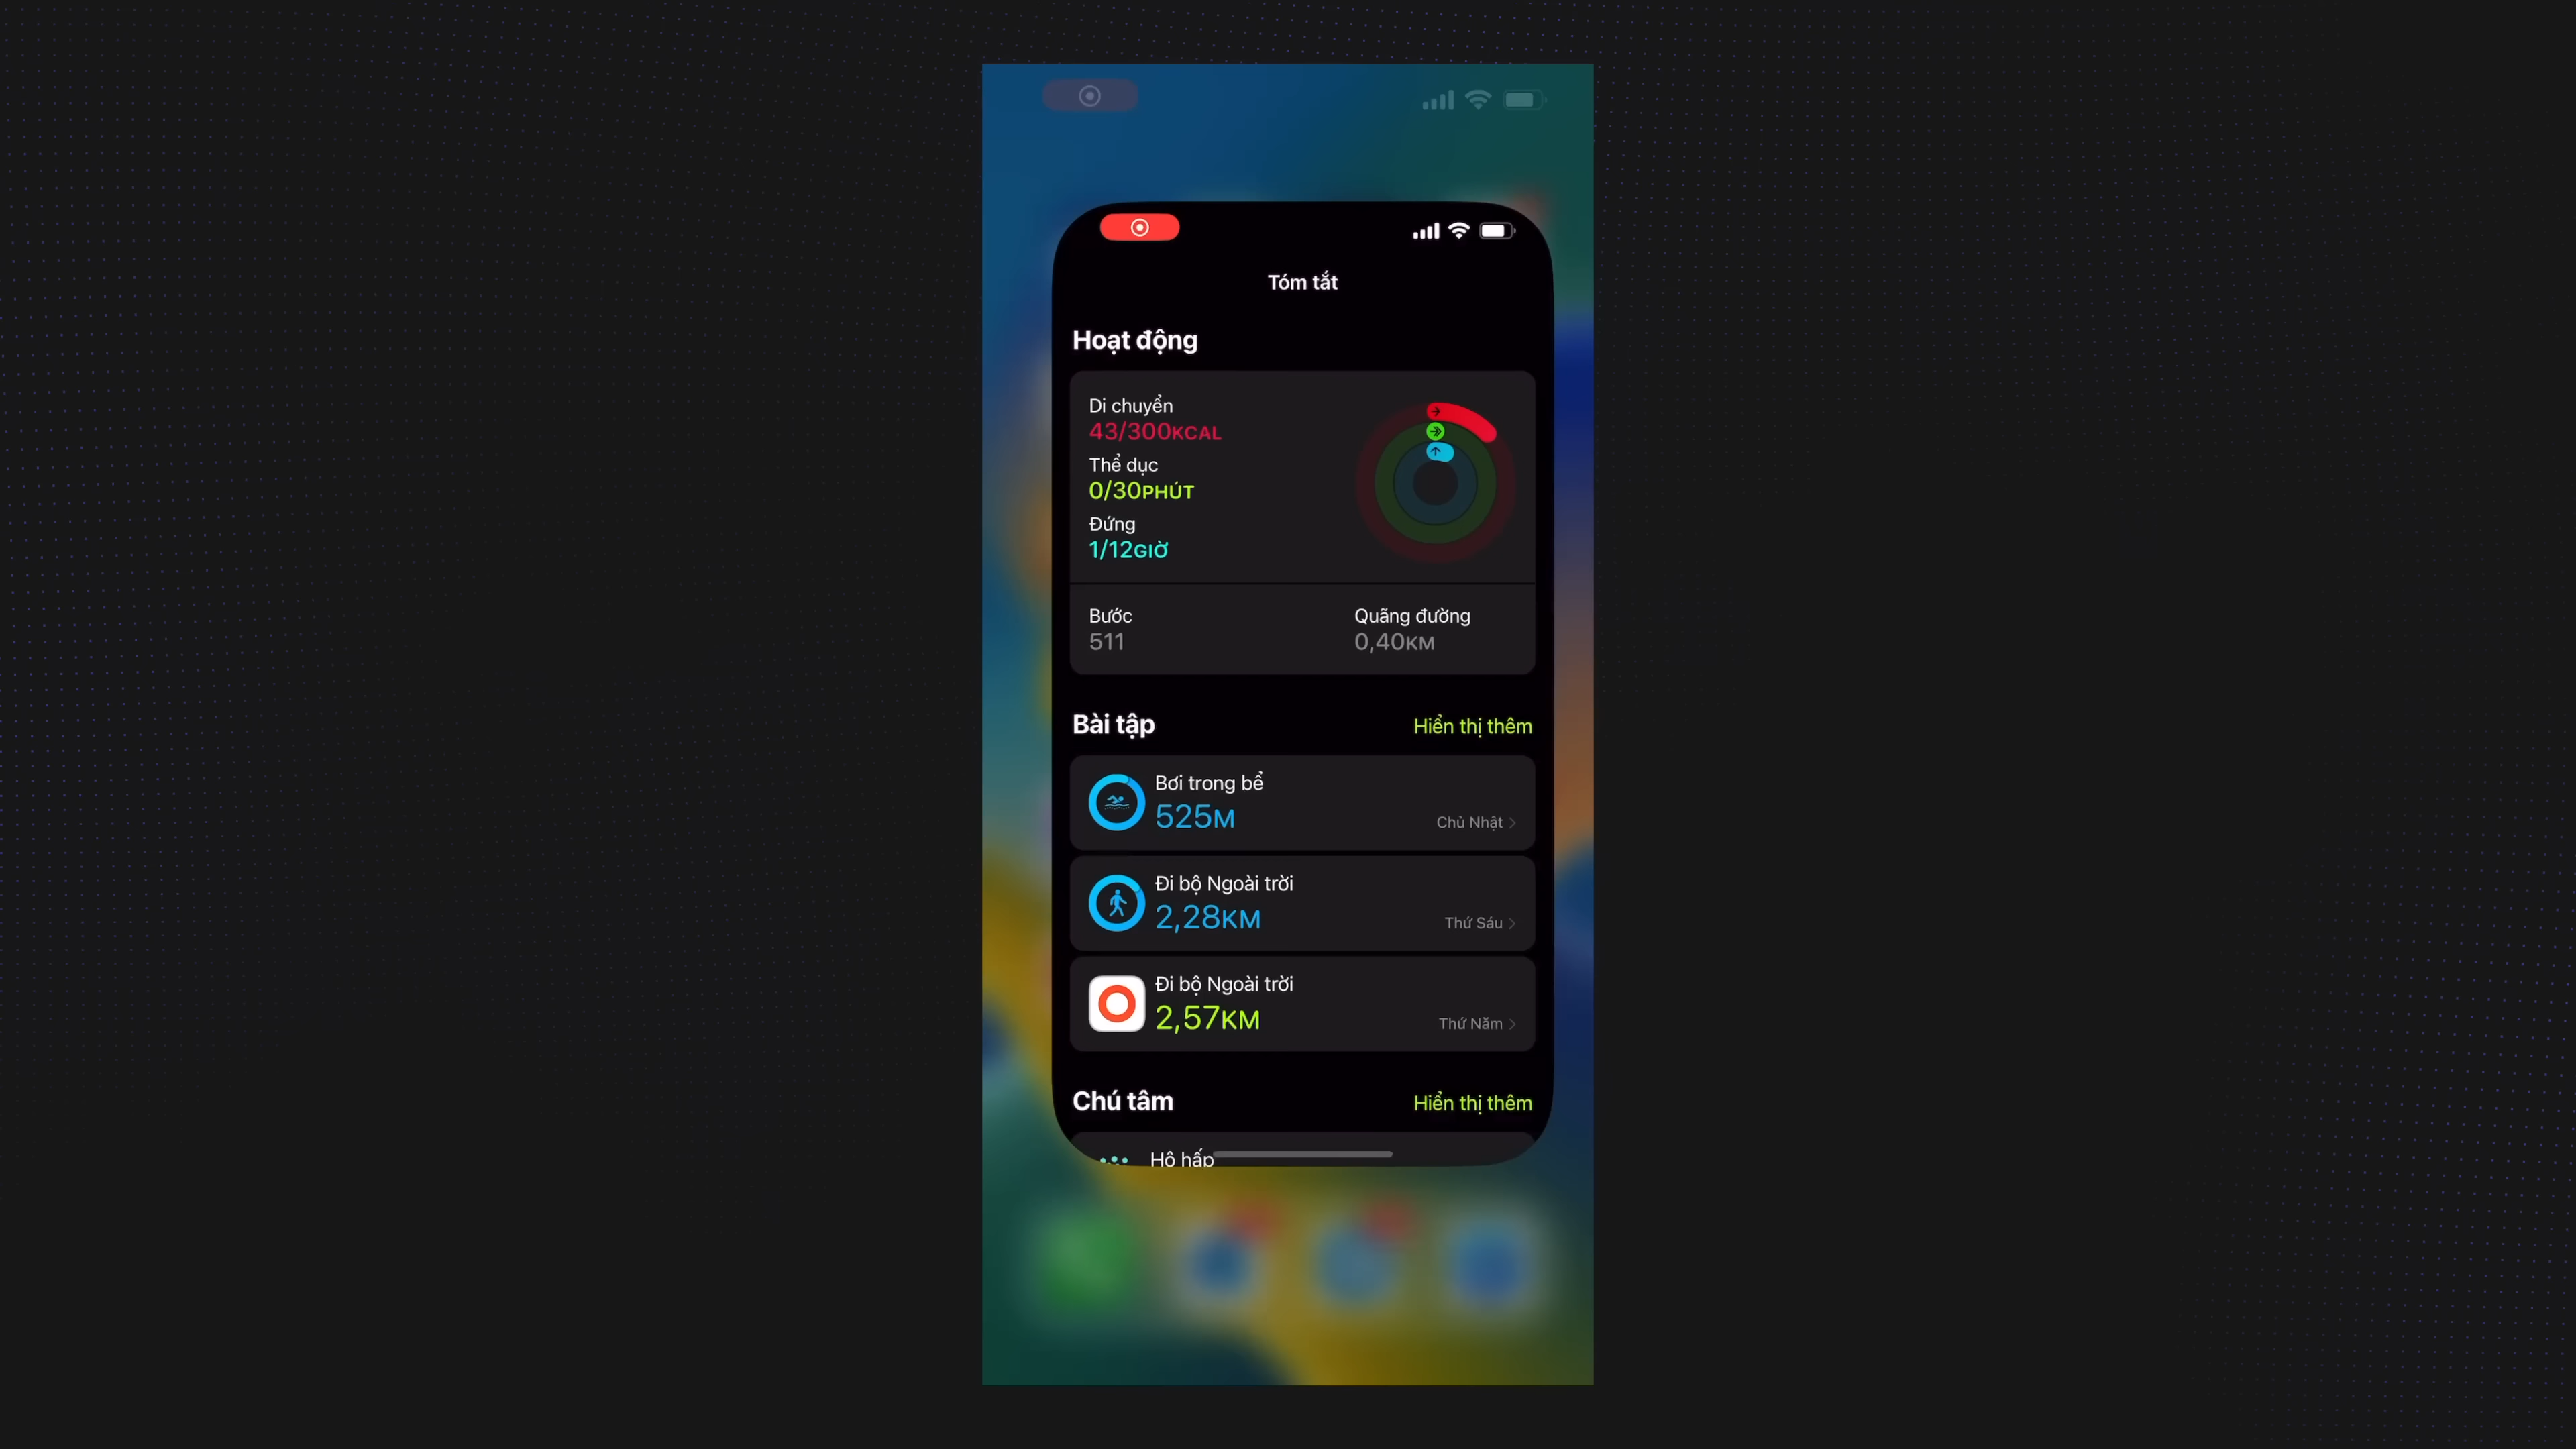 Tóm tắt
Hoạt động
Di chuyển
43/300KCAL
Thể dục
0/30PHÚT
Đứng
1/12GIỜ
Bước
511
Quãng đường
0,40KM
Bài tập
Hiển thị thêm
Bơi trong bể
525M
Chủ Nhật
Đi bộ Ngoài trời
2,28KM
Thứ Sáu
Đi bộ Ngoài trời
2,57KM
Thứ Năm
Chú tâm
Hiển thị thêm
Hô hấp